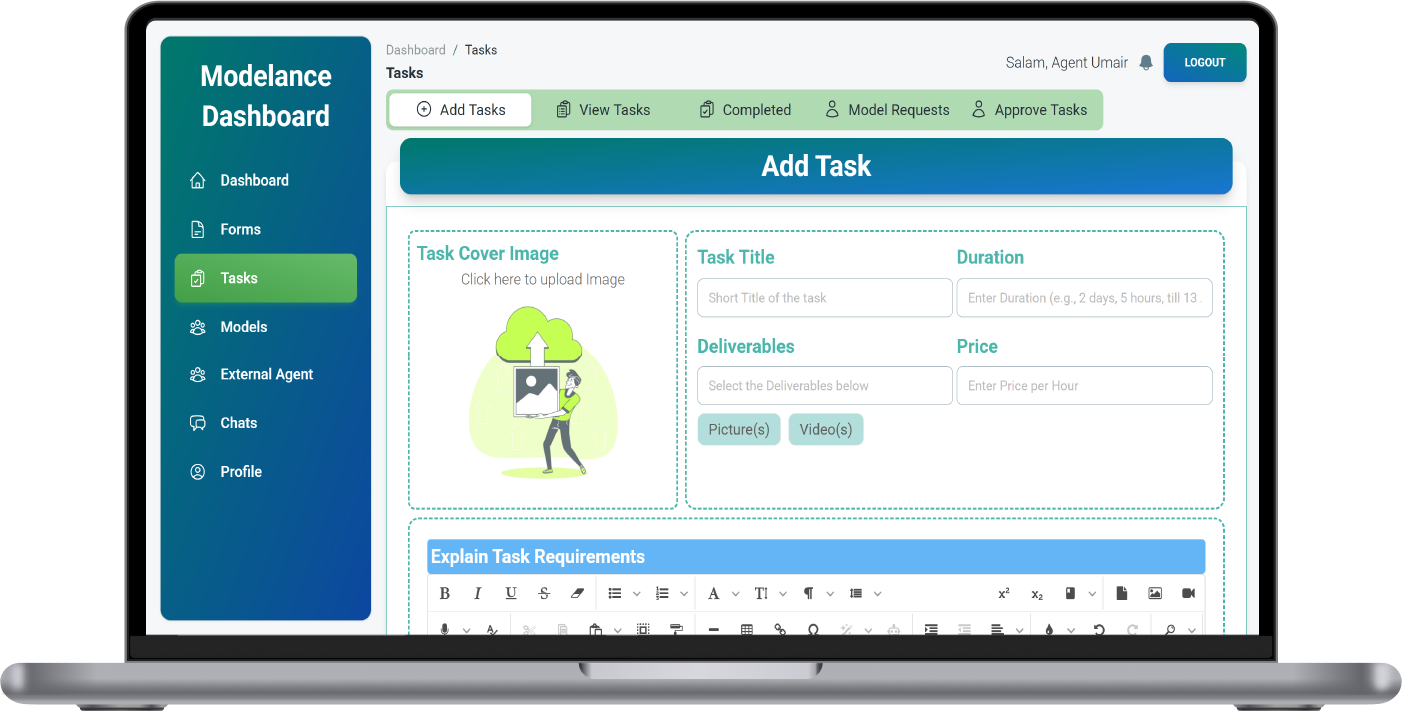 Modelance
Dashboard
Dashboard
Forms
Tasks
Models
External Agent
Chats
Profile
Dashboard / Tasks
Tasks
Salam, Agent Umair
LOGOUT
Add Tasks
View Tasks
Completed
Model Requests
Approve Tasks
Add Task
Task Cover Image
Click here to upload Image
Task Title
Duration
Short Title of the task
Enter Duration (e.g., 2 days, 5 hours, till 13 .
Deliverables
Price
Select the Deliverables below
Enter Price per Hour
Picture(s)
Video(s)
Explain Task Requirements